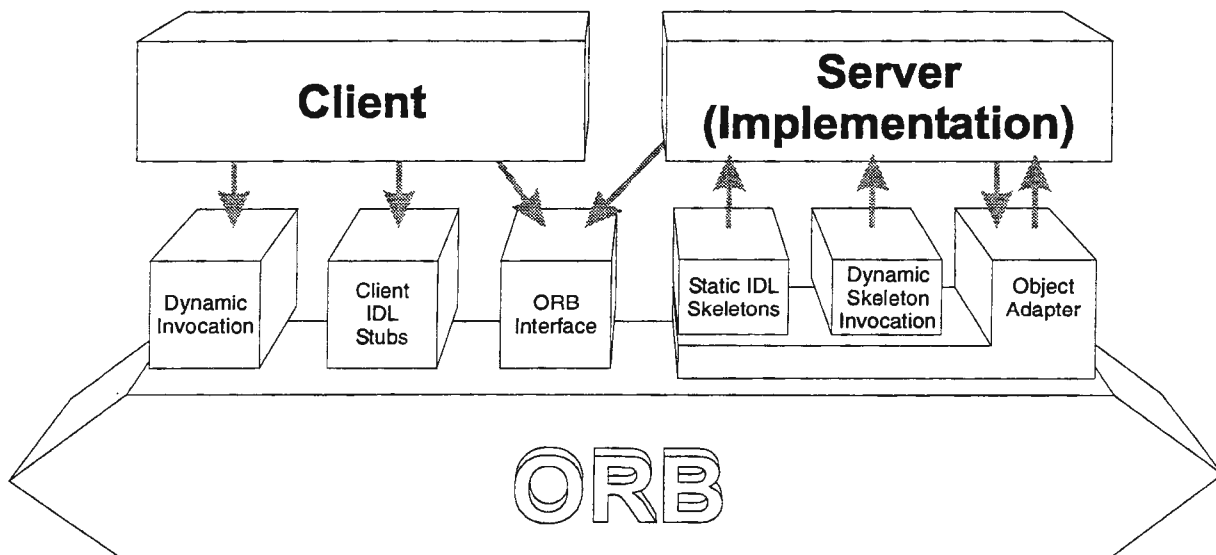 Client
Server
(Implementation)
Dynamic
Invocation
Client
IDL
Stubs
ORB
Interface
Static IDL
Skeletons
Dynamic
Skeleton
Invocation
Object
Adapter
ORB